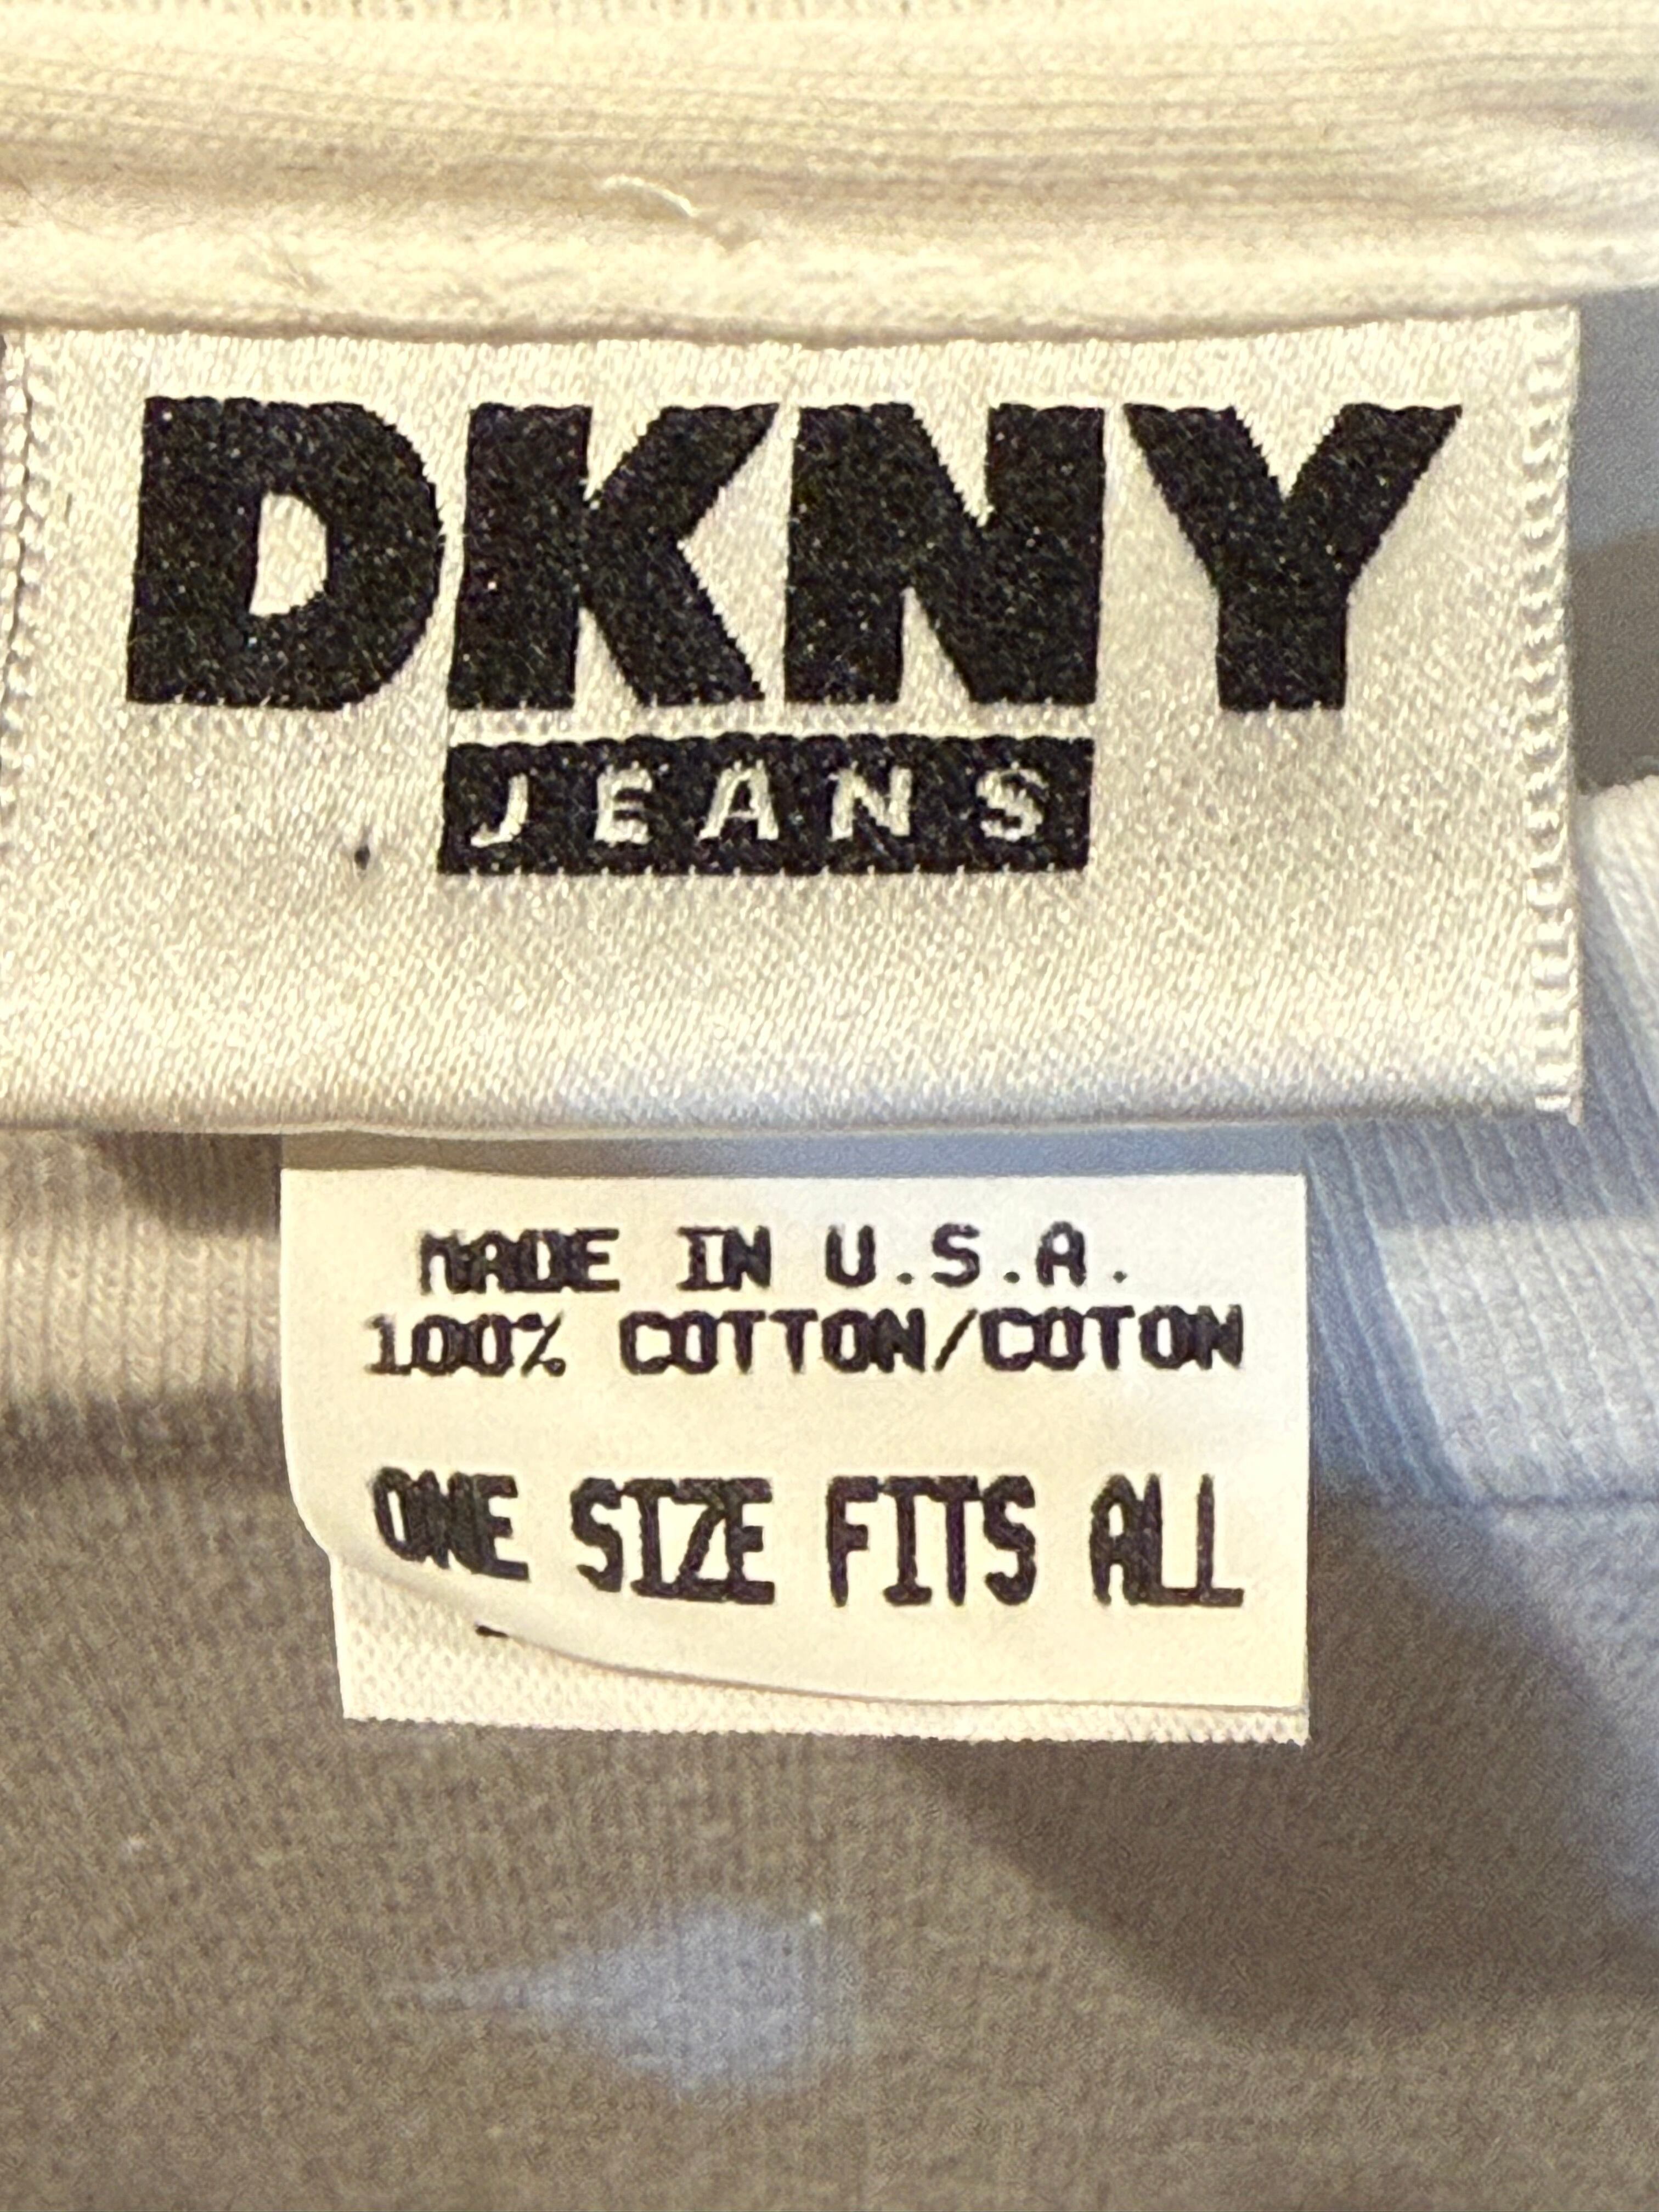 DKNY
JEANS
MADE IN U.S.A.
100% COTTON/COTON
ONE SIZE FITS ALL